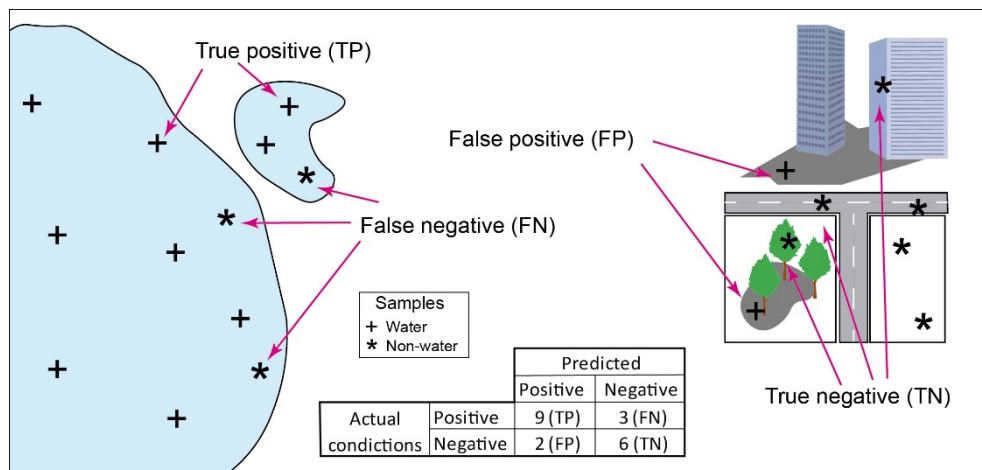 True positive (TP)
False positive (FP)
False negative (FN)
Samples
+ Water
* Non-water
True negative (TN)
Predicted
Positive Negative
Actual condictions
Positive 9 (TP) 3 (FN)
Negative 2 (FP) 6 (TN)